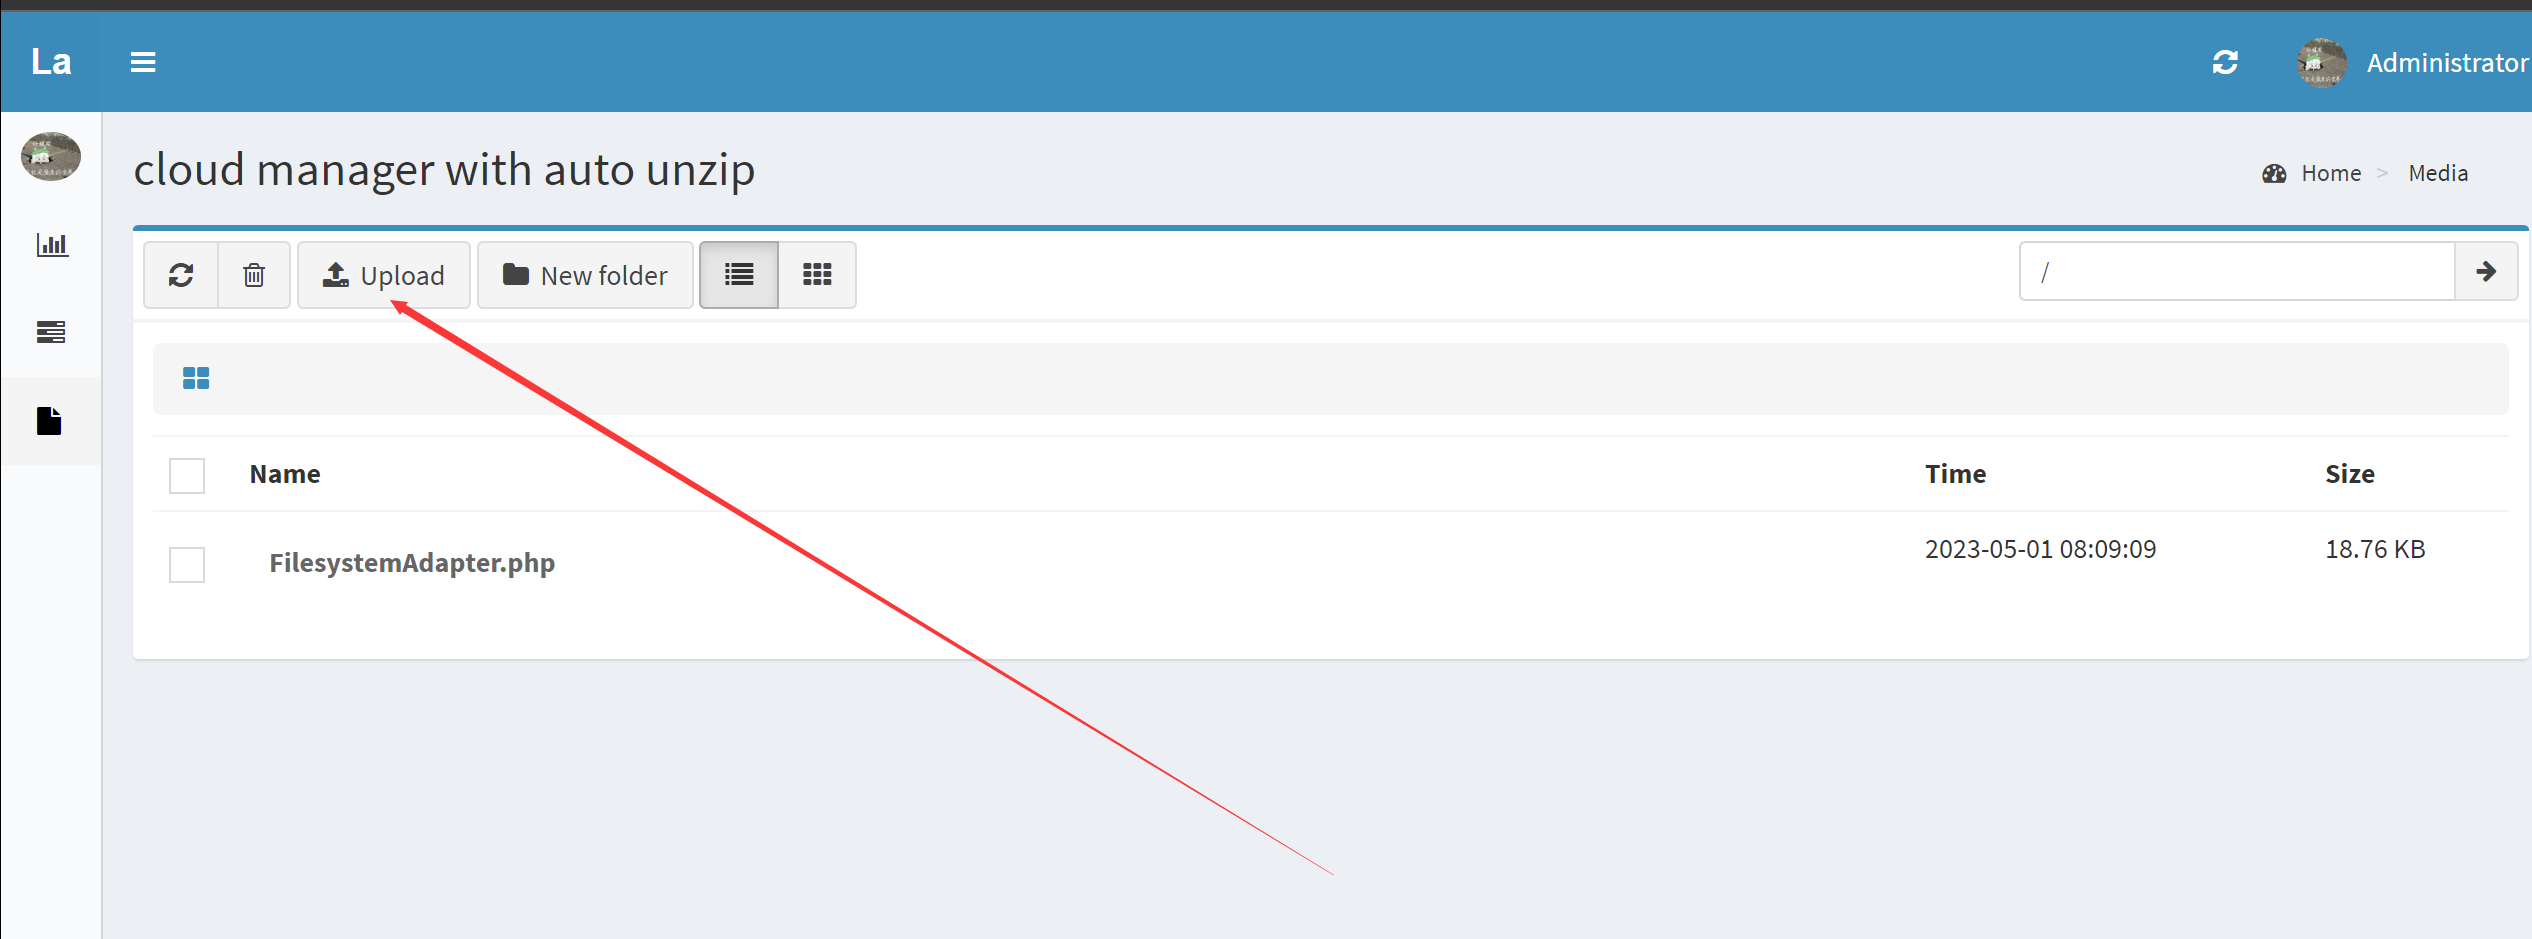 La
Administrator
cloud manager with auto unzip
Home > Media
Upload New folder /
Name Time Size
FilesystemAdapter.php 2023-05-01 08:09:09 18.76 KB